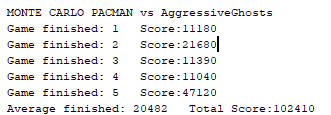 MONTE CARLO PACMAN vs AggressiveGhosts
Game finished: 1 Score:11180
Game finished: 2 Score:21680
Game finished: 3 Score:11390
Game finished: 4 Score:11040
Game finished: 5 Score:47120
Average finished: 20482 Total Score:102410